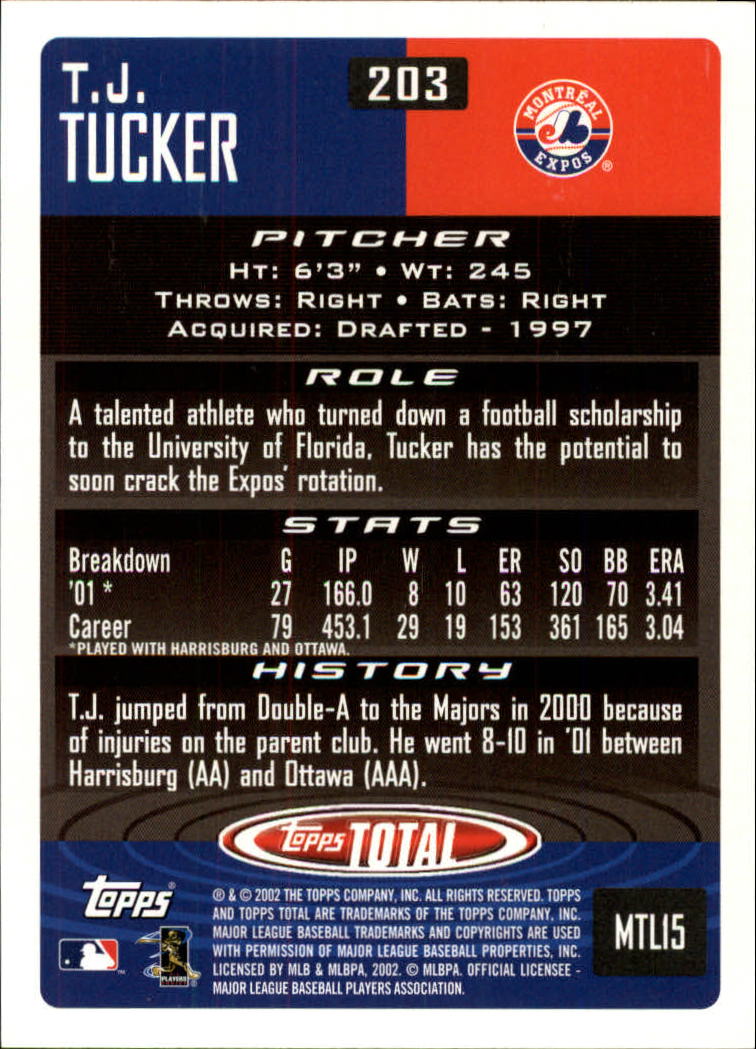 T.J.
TUCKER
203
MONTRÉAL
EXPOS ®
PITCHER
HT: 6'3" • WT: 245
THROWS: RIGHT • BATS: RIGHT
ACQUIRED: DRAFTED - 1997
ROLE
A talented athlete who turned down a football scholarship
to the University of Florida, Tucker has the potential to
soon crack the Expos' rotation.
STATS
Breakdown G IP W L ER SO BB ERA
'01 * 27 166.0 8 10 63 120 70 3.41
Career 79 453.1 29 19 153 361 165 3.04
*PLAYED WITH HARRISBURG AND OTTAWA.
HISTORY
T.J. jumped from Double-A to the Majors in 2000 because
of injuries on the parent club. He went 8-10 in '01 between
Harrisburg (AA) and Ottawa (AAA).
topps TOTAL
topps®
® & © 2002 THE TOPPS COMPANY, INC. ALL RIGHTS RESERVED. TOPPS
AND TOPPS TOTAL ARE TRADEMARKS OF THE TOPPS COMPANY, INC.
MAJOR LEAGUE BASEBALL TRADEMARKS AND COPYRIGHTS ARE USED
WITH PERMISSION OF MAJOR LEAGUE BASEBALL PROPERTIES, INC.
LICENSED BY MLB & MLBPA, 2002. © MLBPA. OFFICIAL LICENSEE -
MAJOR LEAGUE BASEBALL PLAYERS ASSOCIATION.
TM
PLAYERS ®
MTL15